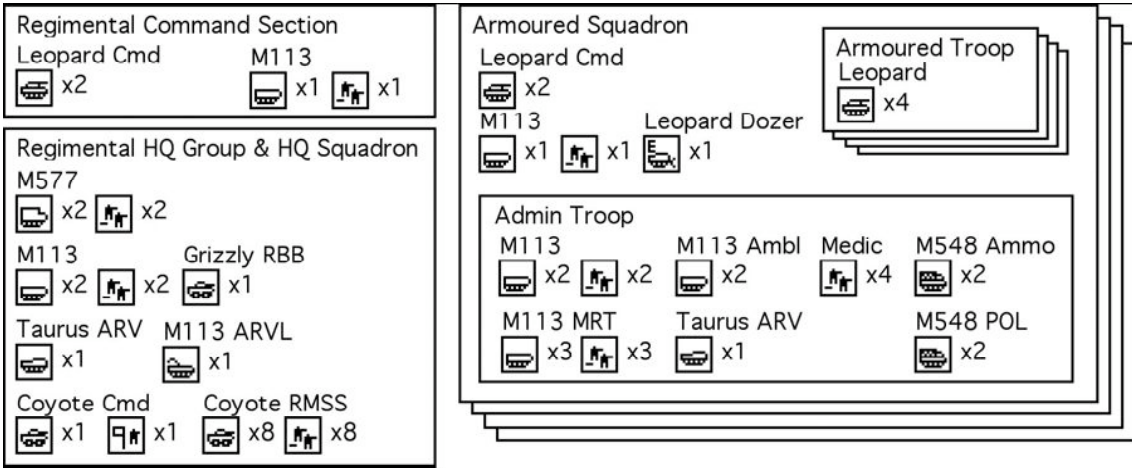 Regimental Command Section
Leopard Cmd M113
x2 x1 x1
Regimental HQ Group & HQ Squadron
M577
x2 x2
M113 Grizzly RBB
x2 x2 x1
Taurus ARV M113 ARVL
x1 x1
Coyote Cmd Coyote RMSS
x1 x1 x8 x8
Armoured Squadron
Leopard Cmd
x2
M113 Leopard Dozer
x1 x1 E x1
Armoured Troop
Leopard
x4
Admin Troop
M113 M113 Ambl Medic M548 Ammo
x2 x2 x2 x4 x2
M113 MRT Taurus ARV M548 POL
x3 x3 x1 x2